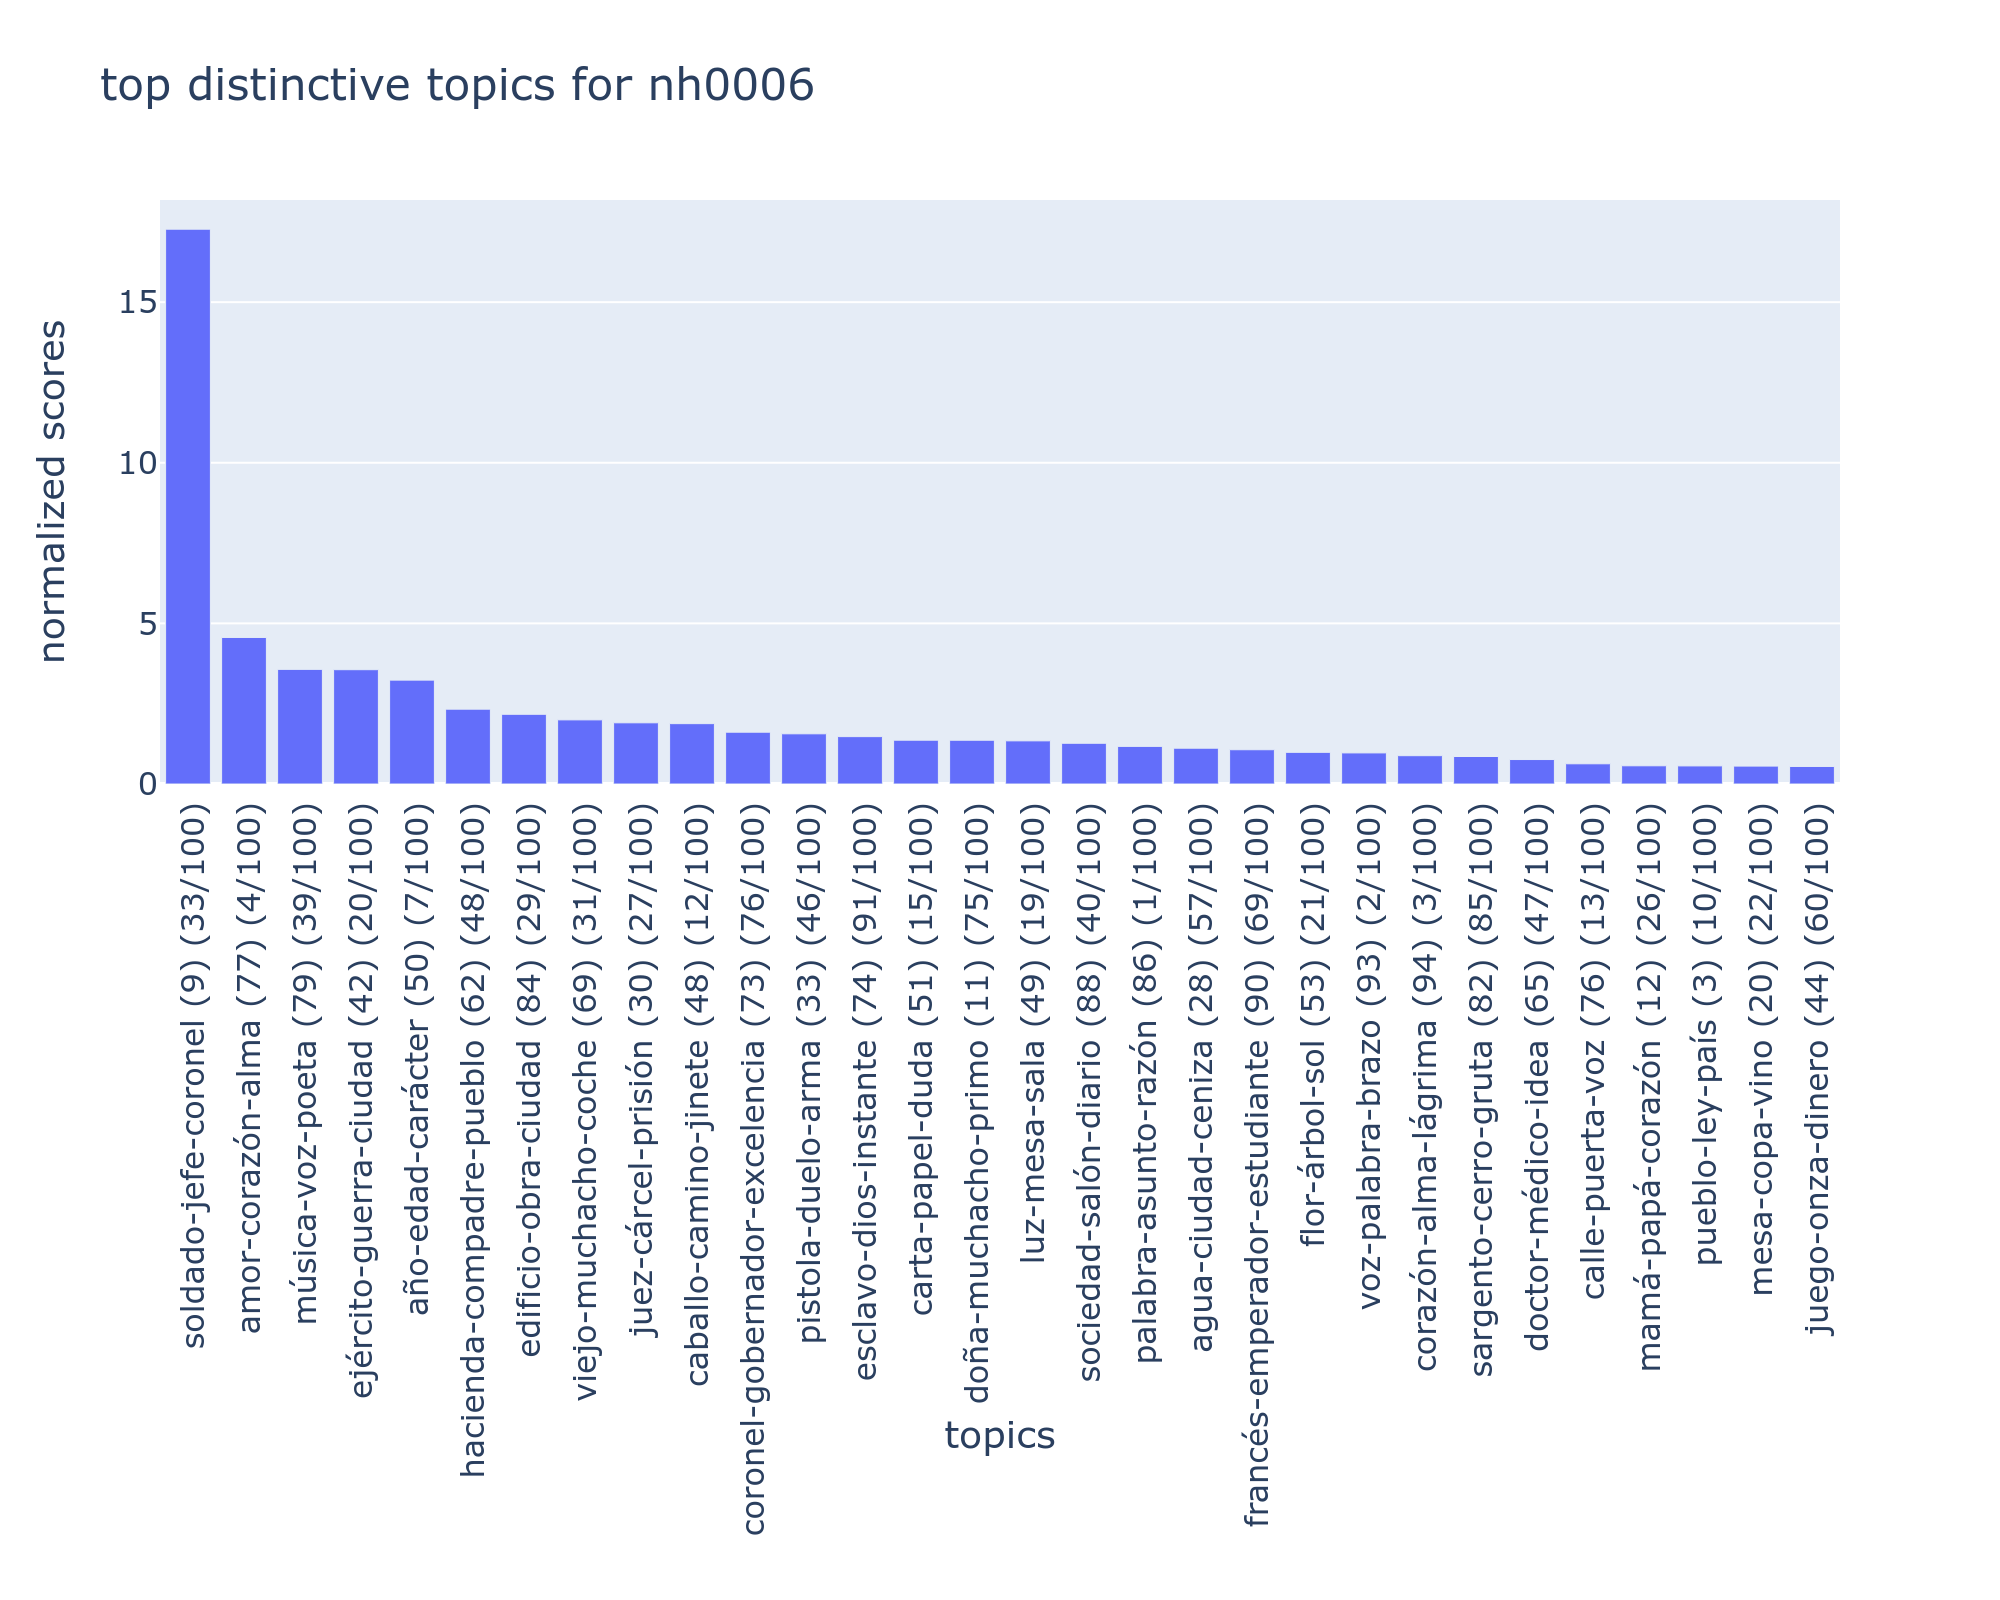 top distinctive topics for nh0006
normalized scores
15
10
5
0
soldado-jefe-coronel (9) (33/100)
amor-corazón-alma (77) (4/100)
música-voz-poeta (79) (39/100)
ejército-guerra-ciudad (42) (20/100)
año-edad-carácter (50) (7/100)
hacienda-compadre-pueblo (62) (48/100)
edificio-obra-ciudad (84) (29/100)
viejo-muchacho-coche (69) (31/100)
juez-cárcel-prisión (30) (27/100)
caballo-camino-jinete (48) (12/100)
coronel-gobernador-excelencia (73) (76/100)
pistola-duelo-arma (33) (46/100)
esclavo-dios-instante (74) (91/100)
carta-papel-duda (51) (15/100)
doña-muchacho-primo (11) (75/100)
luz-mesa-sala (49) (19/100)
sociedad-salón-diario (88) (40/100)
palabra-asunto-razón (86) (1/100)
agua-ciudad-ceniza (28) (57/100)
francés-emperador-estudiante (90) (69/100)
flor-árbol-sol (53) (21/100)
voz-palabra-brazo (93) (2/100)
corazón-alma-lágrima (94) (3/100)
sargento-cerro-gruta (82) (85/100)
doctor-médico-idea (65) (47/100)
calle-puerta-voz (76) (13/100)
mamá-papá-corazón (12) (26/100)
pueblo-ley-país (3) (10/100)
mesa-copa-vino (20) (22/100)
juego-onza-dinero (44) (60/100)
topics